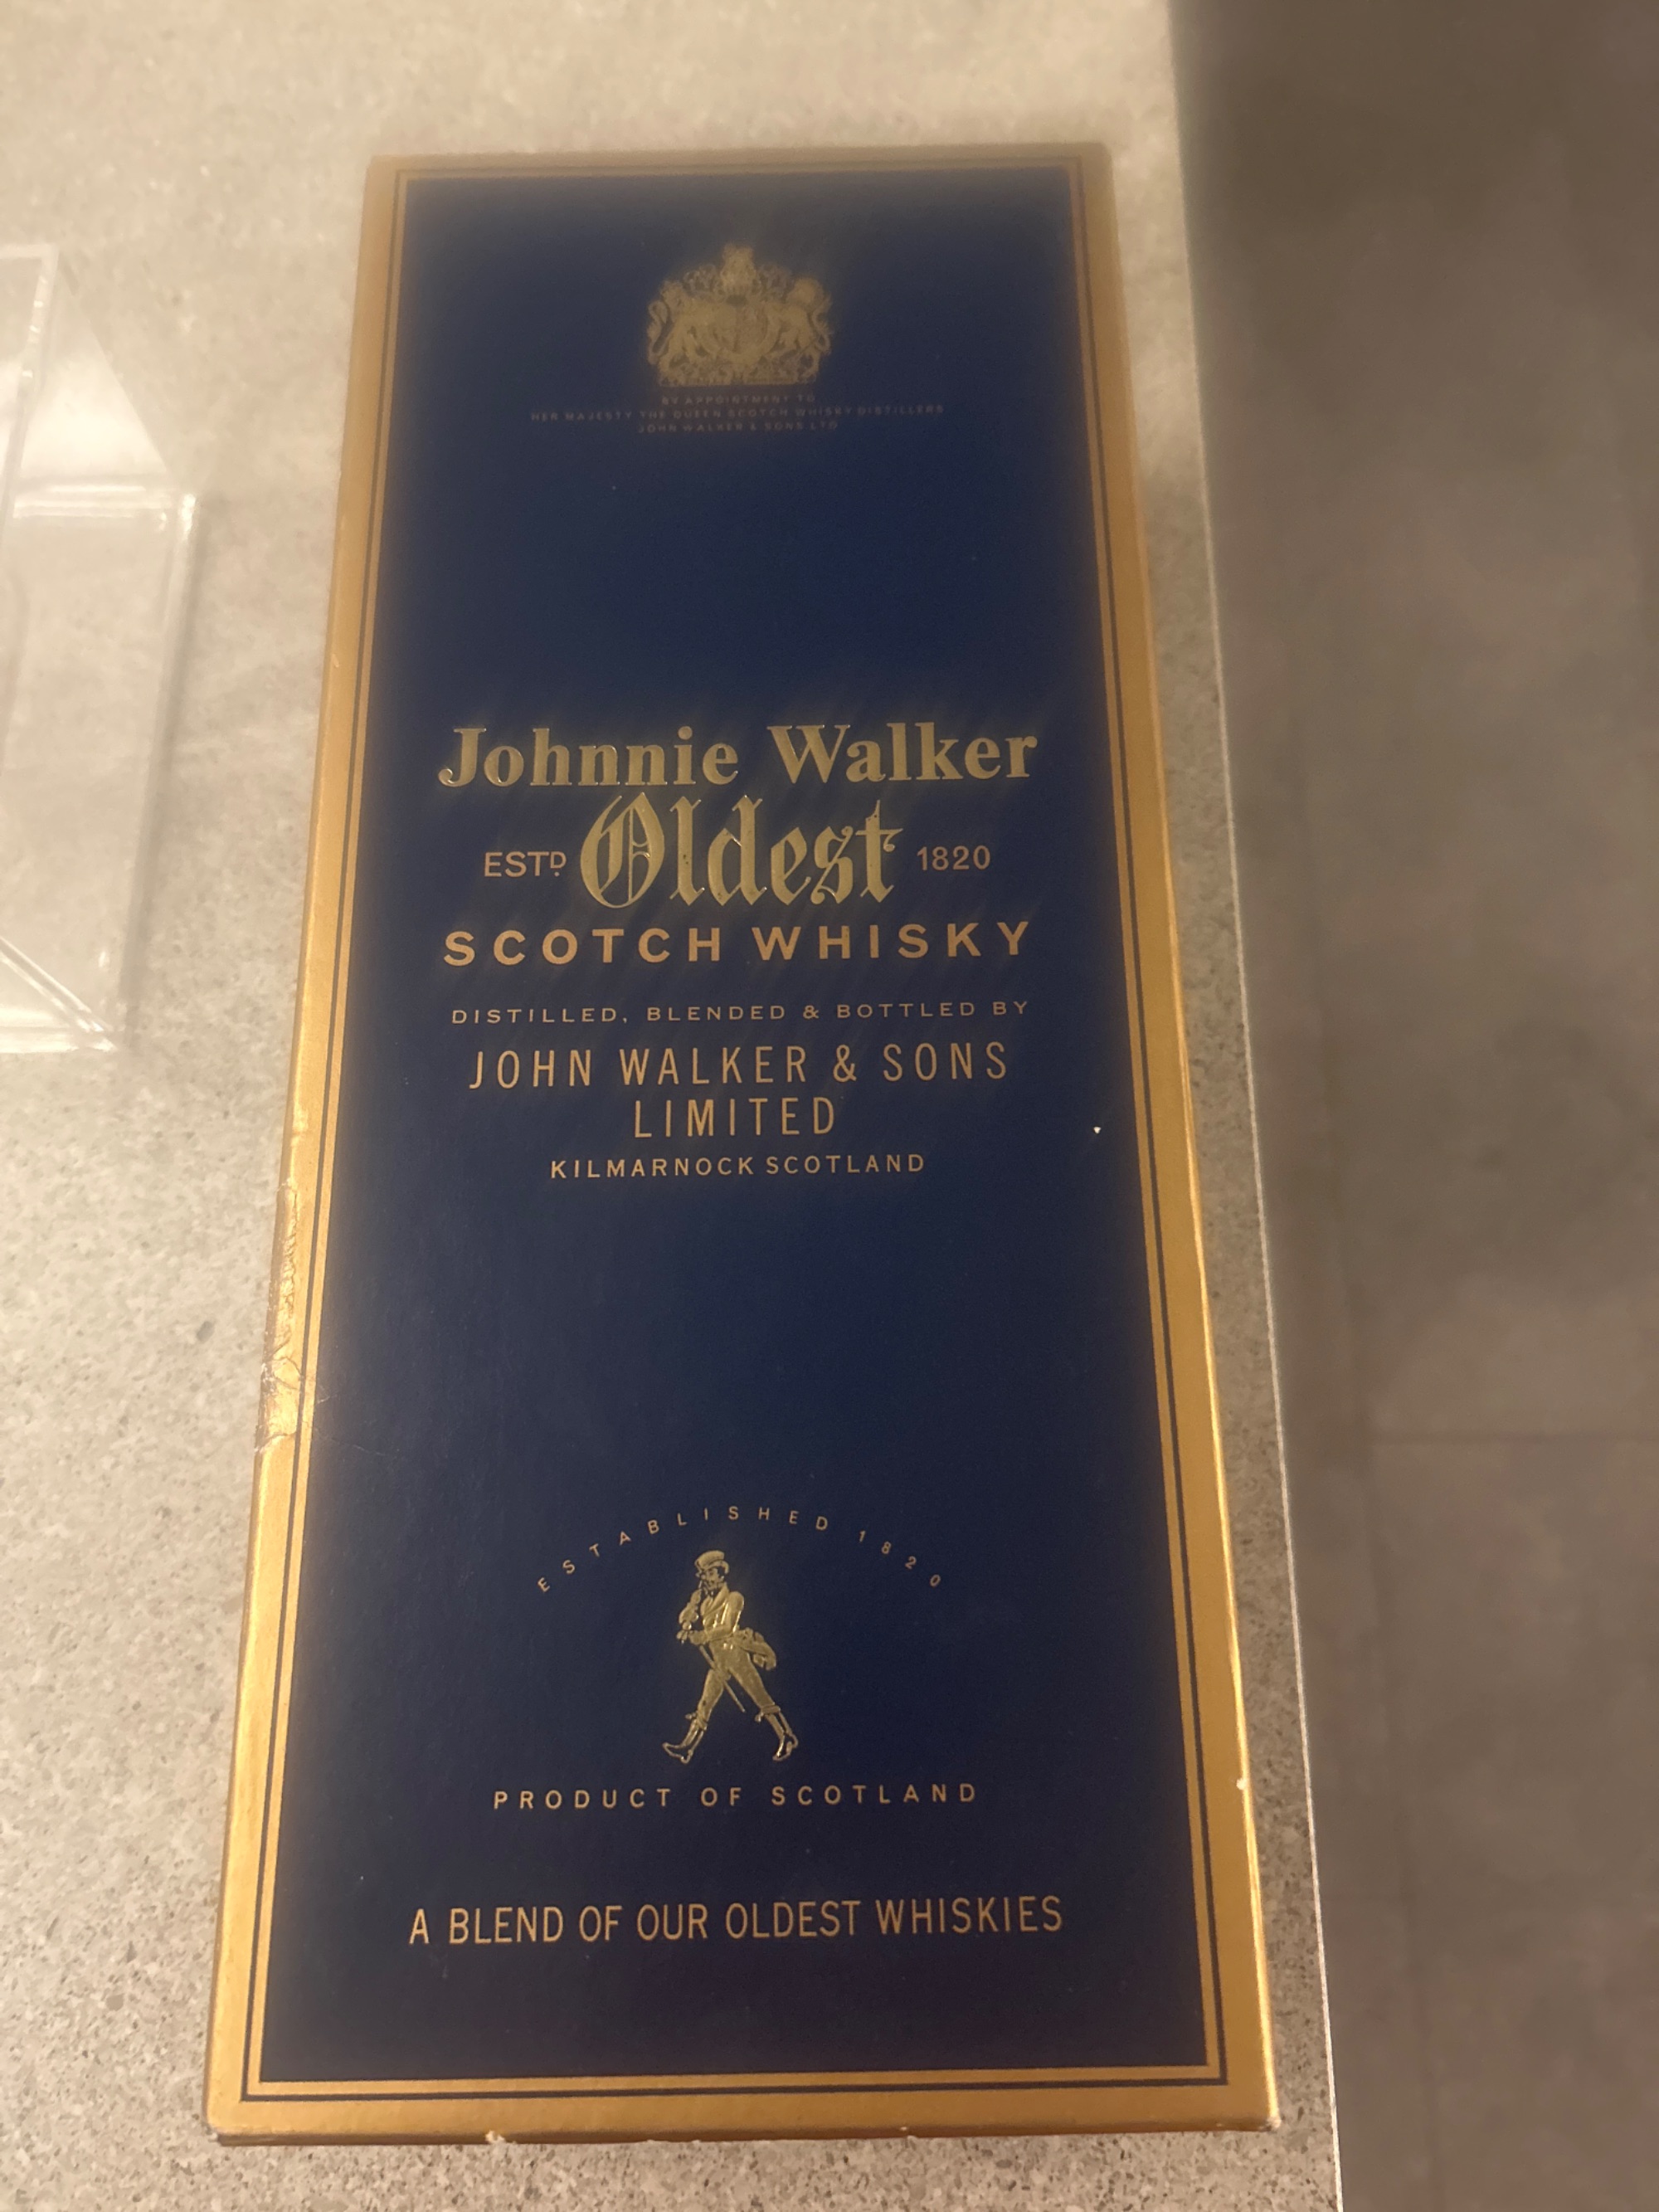 BY APPOINTMENT TO
HER MAJESTY THE QUEEN SCOTCH WHISKY DISTILLERS
JOHN WALKER & SONS LTD
Johnnie Walker
ESTD. Oldest 1820
SCOTCH WHISKY
DISTILLED, BLENDED & BOTTLED BY
JOHN WALKER & SONS
LIMITED
KILMARNOCK SCOTLAND
ESTABLISHED 1820
PRODUCT OF SCOTLAND
A BLEND OF OUR OLDEST WHISKIES